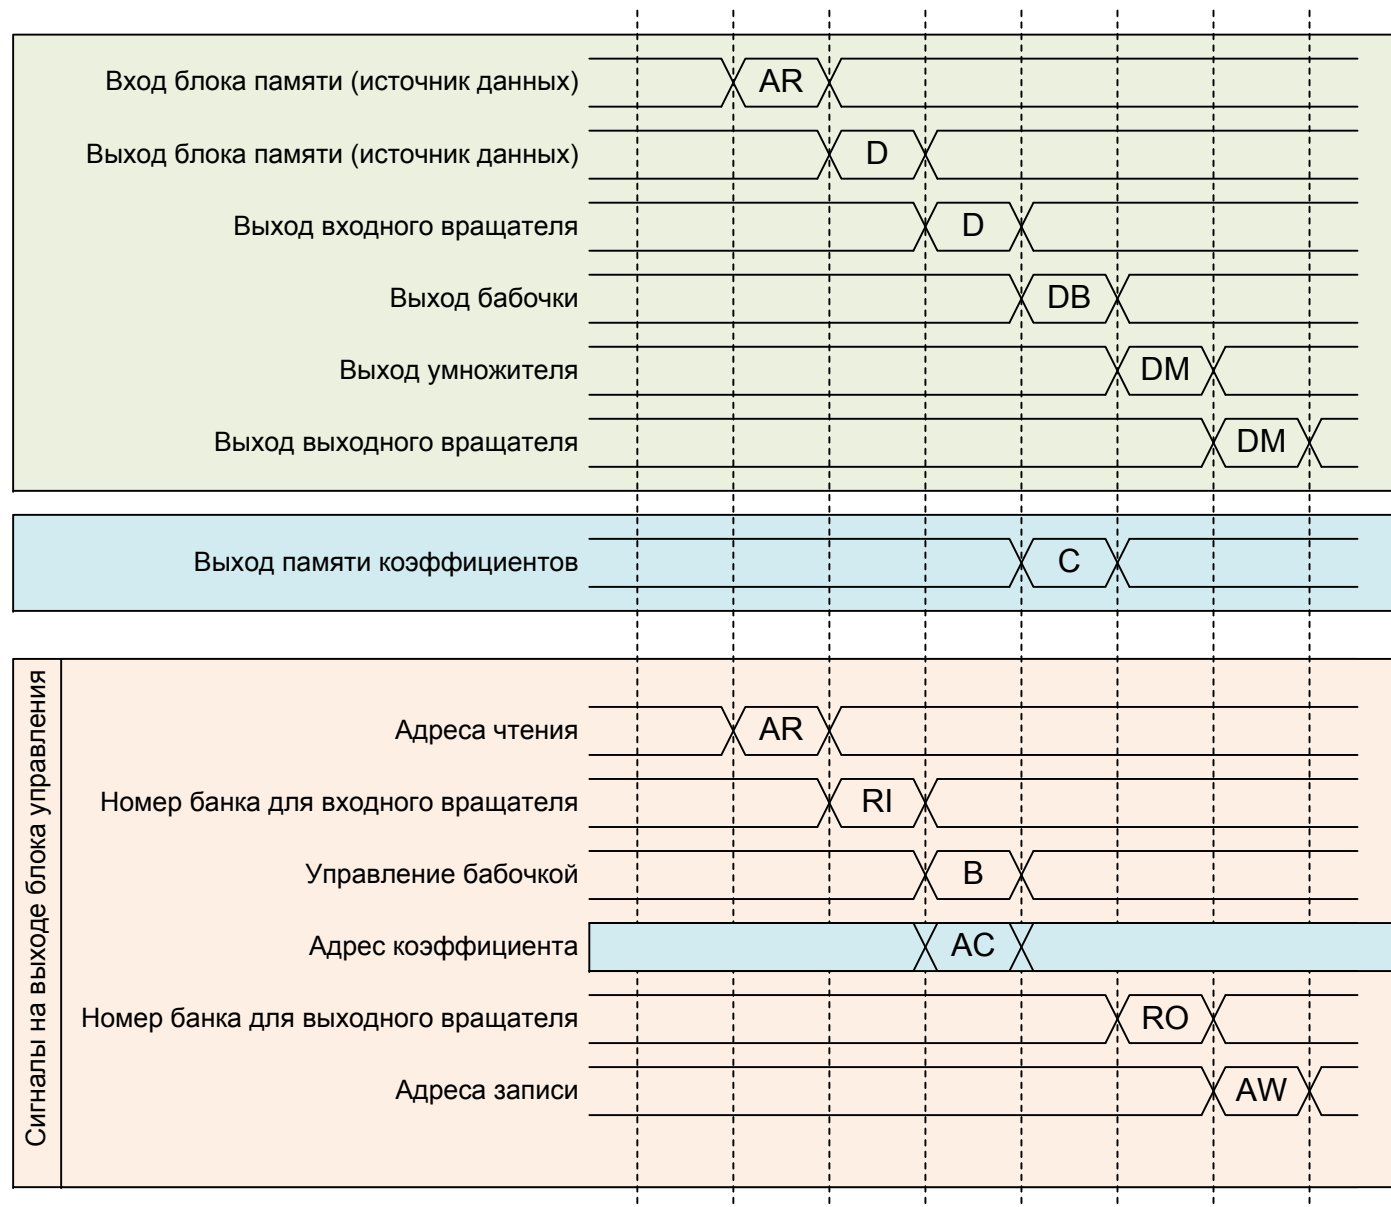 Вход блока памяти (источник данных) AR
Выход блока памяти (источник данных) D
Выход входного вращателя D
Выход бабочки DB
Выход умножителя DM
Выход выходного вращателя DM
Выход памяти коэффициентов C
Сигналы на выходе блока управления
Адреса чтения AR
Номер банка для входного вращателя RI
Управление бабочкой B
Адрес коэффициента AC
Номер банка для выходного вращателя RO
Адреса записи AW